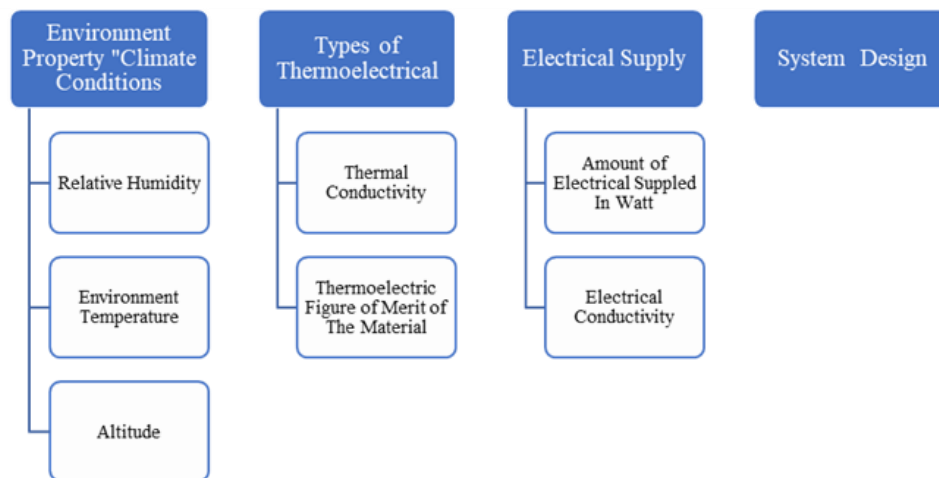 Environment
Property "Climate
Conditions
Relative Humidity
Environment
Temperature
Altitude
Types of
Thermoelectrical
Thermal
Conductivity
Thermoelectric
Figure of Merit of
The Material
Electrical Supply
Amount of
Electrical Suppled
In Watt
Electrical
Conductivity
System Design